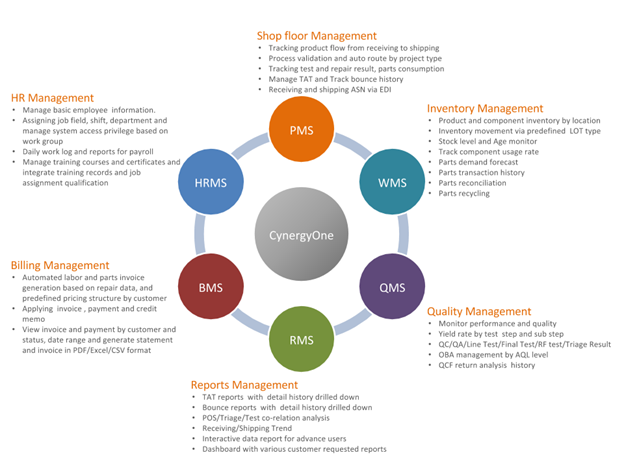 Shop floor Management
• Tracking product flow from receiving to shipping
• Process validation and auto route by project type
• Tracking test and repair result, parts consumption
• Manage TAT and Track bounce history
• Receiving and shipping ASN via EDI
HR Management
• Manage basic employee information.
• Assigning job field, shift, department and
manage system access privilege based on
work group
• Daily work log and reports for payroll
• Manage training courses and certificates and
integrate training records and job
assignment qualification
Inventory Management
• Product and component inventory by location
• Inventory movement via predefined LOT type
• Stock level and Age monitor
• Track component usage rate
• Parts demand forecast
• Parts transaction history
• Parts reconciliation
• Parts recycling
PMS
HRMS
WMS
CynergyOne
BMS
QMS
RMS
Billing Management
• Automated labor and parts invoice
generation based on repair data, and
predefined pricing structure by customer
• Applying invoice , payment and credit
memo
• View invoice and payment by customer and
status, date range and generate statement
and invoice in PDF/Excel/CSV format
Quality Management
• Monitor performance and quality
• Yield rate by test step and sub step
• QC/QA/Line Test/Final Test/RF test/Triage Result
• OBA management by AQL level
• QCF return analysis history
Reports Management
• TAT reports with detail history drilled down
• Bounce reports with detail history drilled down
• POS/Triage/Test co-relation analysis
• Receiving/Shipping Trend
• Interactive data report for advance users
• Dashboard with various customer requested reports